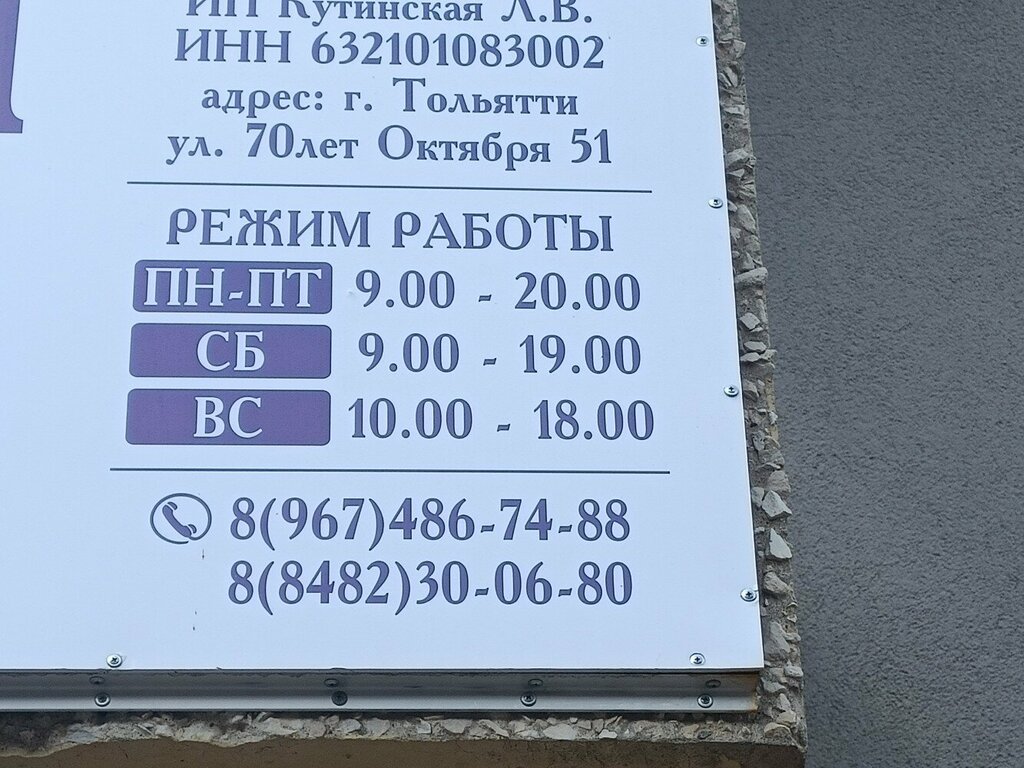 ИП Кутинская Л.В.
ИНН 632101083002
адрес: г. Тольятти
ул. 70лет Октября 51
РЕЖИМ РАБОТЫ
ПН-ПТ 9.00 - 20.00
СБ 9.00 - 19.00
ВС 10.00 - 18.00
8(967)486-74-88
8(8482)30-06-80